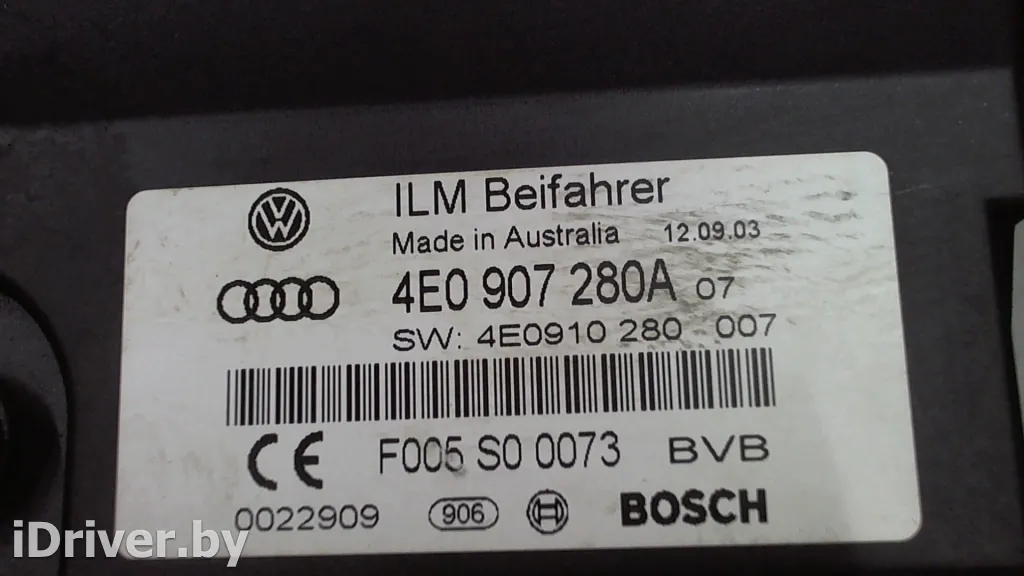 ILM Beifahrer
Made in Australia 12.09.03
4E0 907 280A 07
SW: 4E0910 280 007
CE F005 S0 0073 BVB
0022909 906 BOSCH
iDriver.by